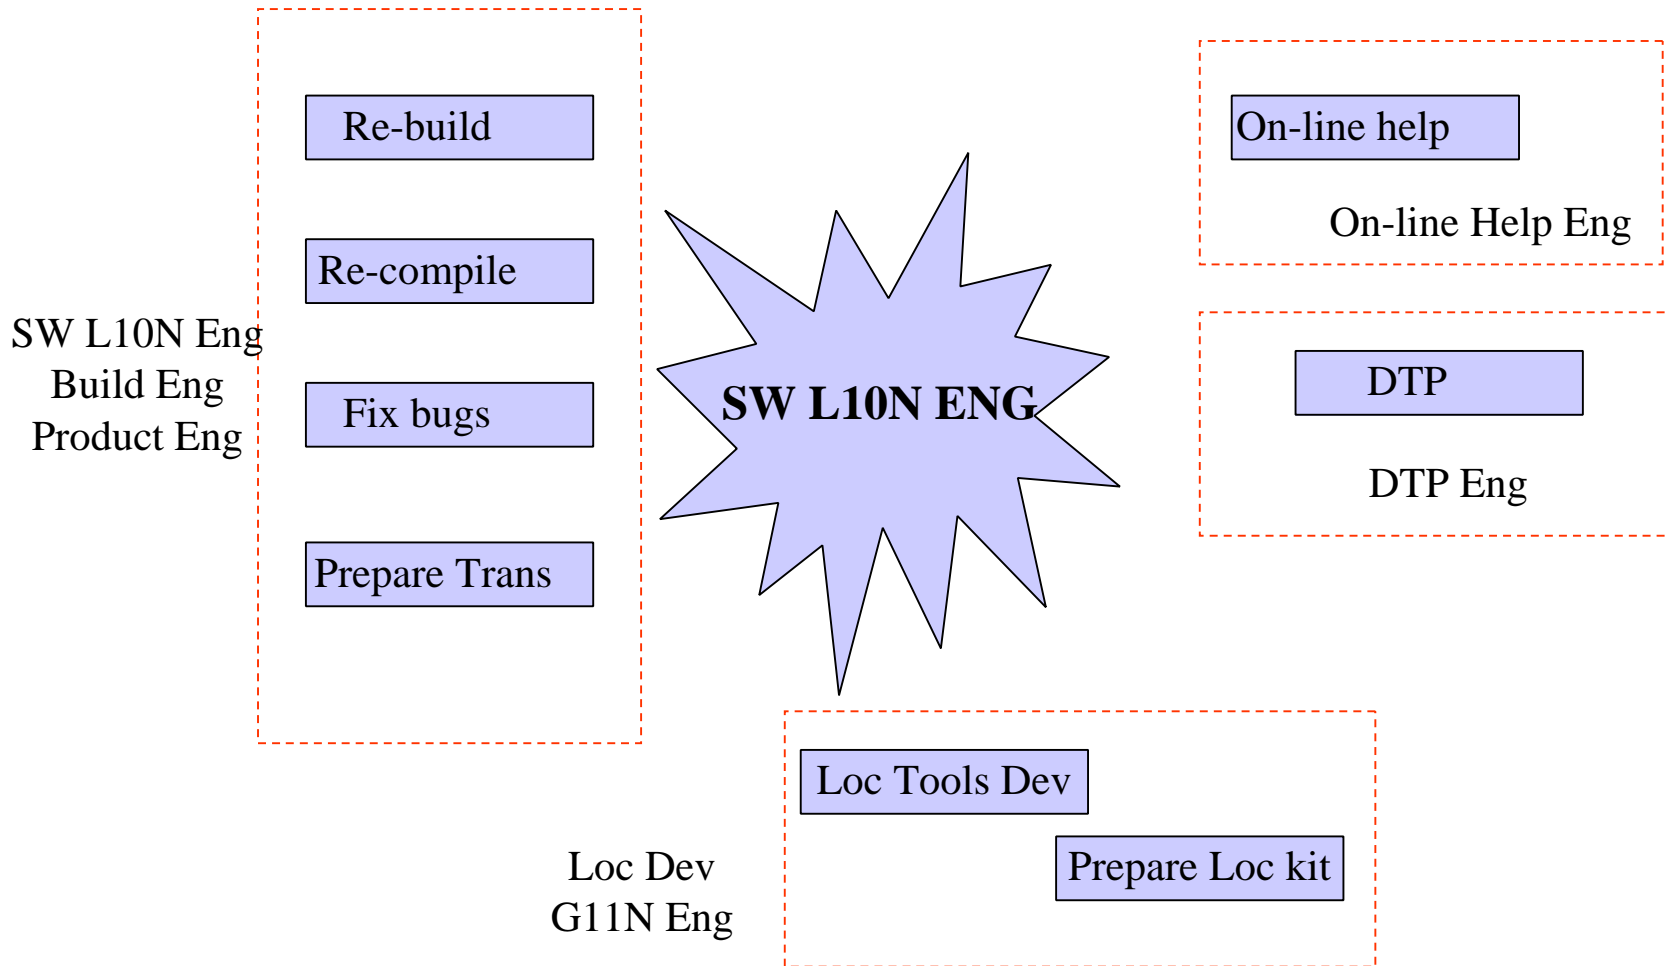 Re-build
Re-compile
Fix bugs
Prepare Trans
SW L10N Eng
Build Eng
Product Eng
SW L10N ENG
On-line help
On-line Help Eng
DTP
DTP Eng
Loc Tools Dev
Prepare Loc kit
Loc Dev
G11N Eng